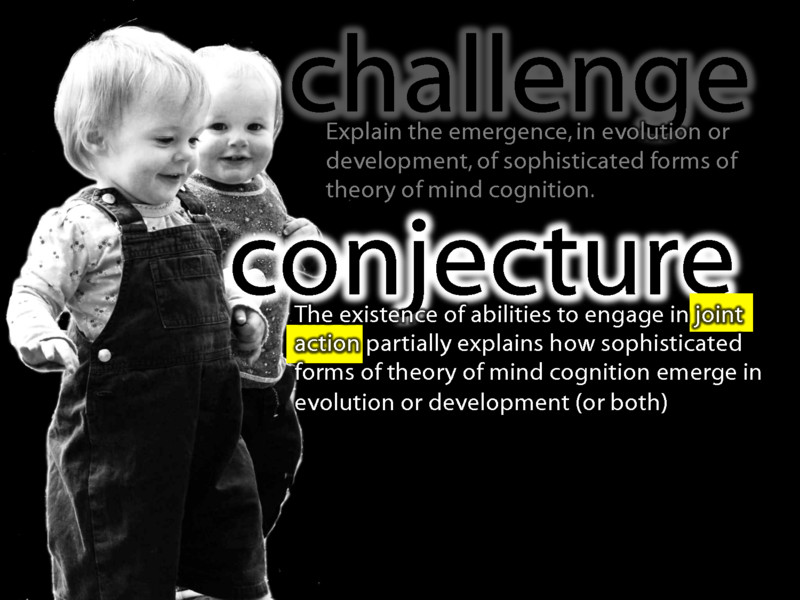 challenge
Explain the emergence, in evolution or
development, of sophisticated forms of
theory of mind cognition.
conjecture
The existence of abilities to engage in joint
action partially explains how sophisticated
forms of theory of mind cognition emerge in
evolution or development (or both)